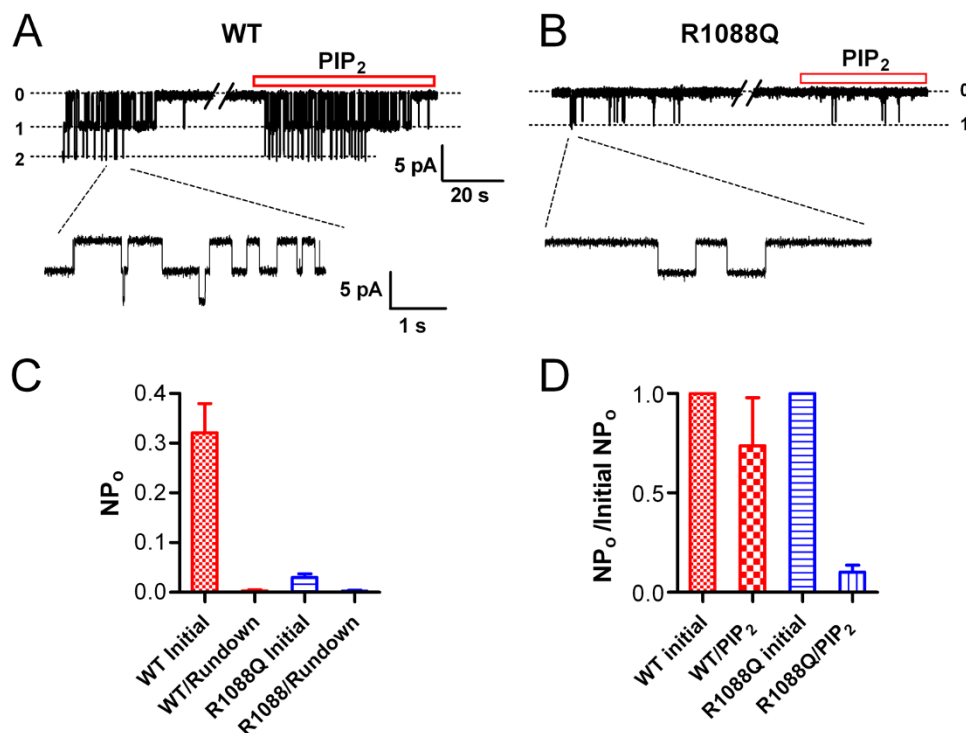 A
WT
PIP₂
0
1
2
5 pA
20 s
5 pA
1 s
B
R1088Q
PIP₂
0
1
C
NPₒ
0.4
0.3
0.2
0.1
0.0
WT Initial
WT/Rundown
R1088Q Initial
R1088/Rundown
D
NPₒ/Initial NPₒ
1.0
0.5
0.0
WT initial
WT/PIP₂
R1088Q initial
R1088Q/PIP₂